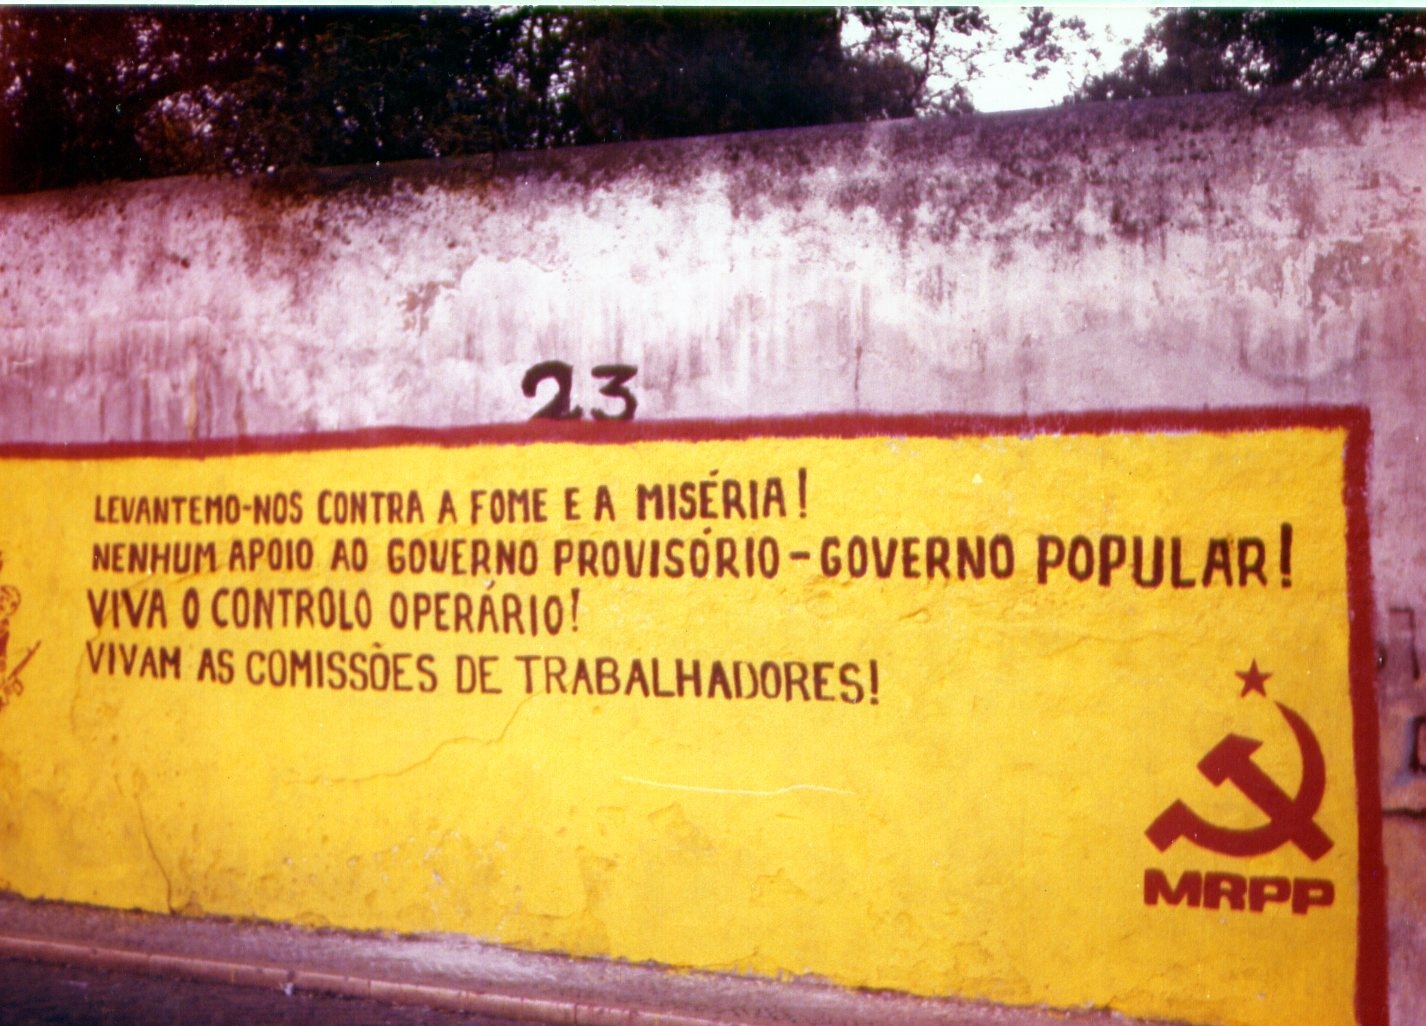 23
LEVANTEMO-NOS CONTRA A FOME E A MISÉRIA!
NENHUM APOIO AO GOVERNO PROVISÓRIO - GOVERNO POPULAR!
VIVA O CONTROLO OPERÁRIO!
VIVAM AS COMISSÕES DE TRABALHADORES!
MRPP